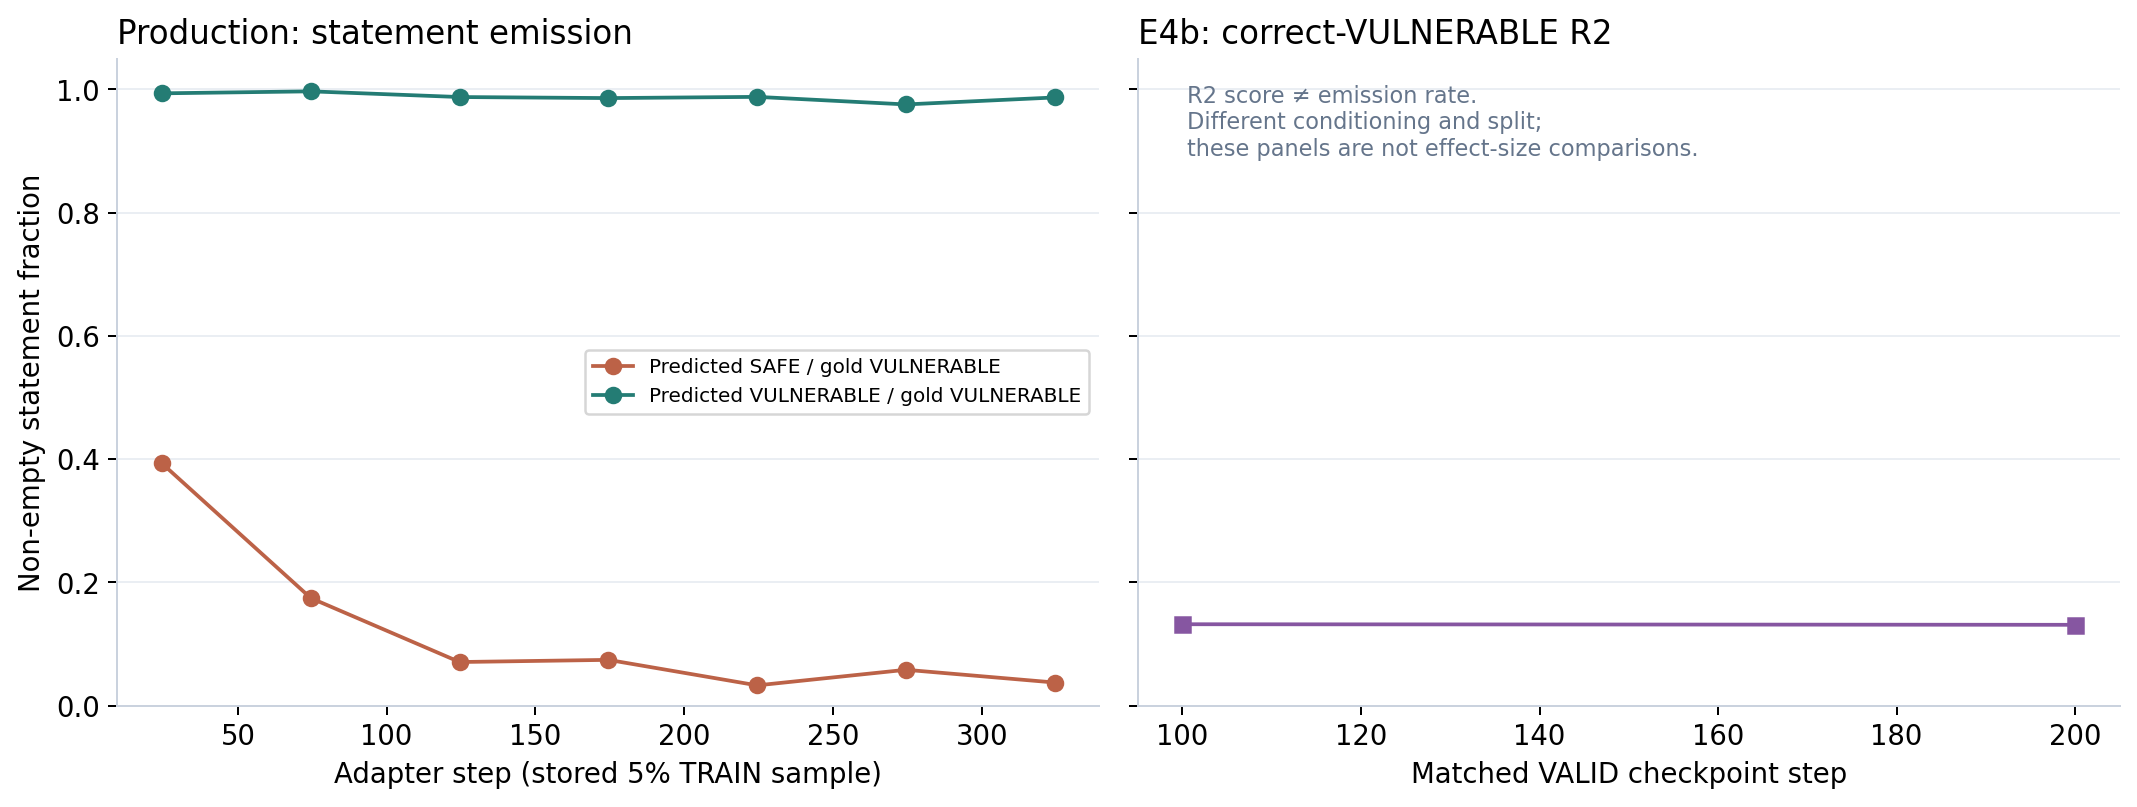 Production: statement emission
Non-empty statement fraction
1.0
0.8
0.6
0.4
0.2
0.0
Predicted SAFE / gold VULNERABLE
Predicted VULNERABLE / gold VULNERABLE
50 100 150 200 250 300
Adapter step (stored 5% TRAIN sample)
E4b: correct-VULNERABLE R2
R2 score ≠ emission rate.
Different conditioning and split;
these panels are not effect-size comparisons.
100 120 140 160 180 200
Matched VALID checkpoint step